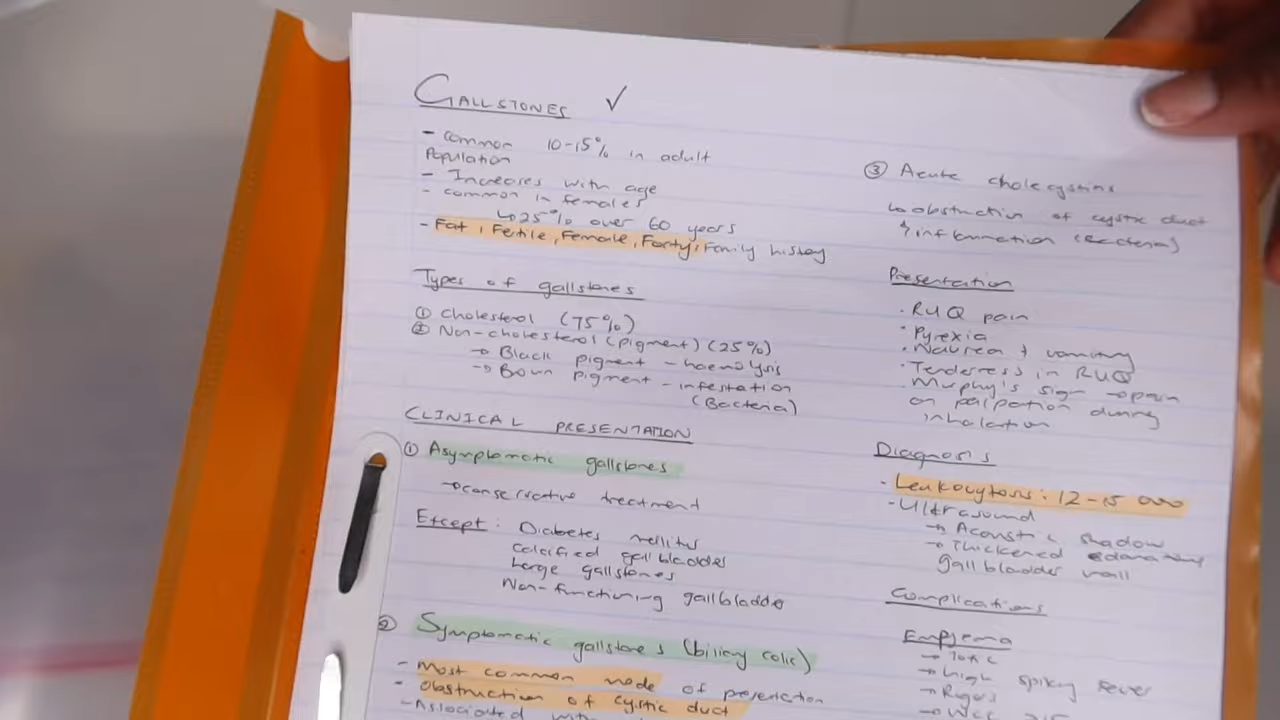 GALLSTONES ✓
- common 10-15% in adult
Population
- Increases with age
- common in females
↳25% over 60 years
- Fat, Fertile, Female, Forty, Family history
Types of gallstones
① Cholesterol (75%)
② Non-cholesterol (pigment) (25%)
→ Black pigment - haemolysis
→ Brown pigment - infestation
(Bacteria)
CLINICAL PRESENTATION
① Asymptomatic gallstones
→ conservative treatment
Except: Diabetes mellitus
Calcified gallbladder
Large gallstones
Non-functioning gallbladder
② Symptomatic gallstones (biliary colic)
- Most common mode of presentation
- Obstruction of cystic duct
- Associated with
③ Acute cholecystitis
↳ obstruction of cystic duct
+ inflammation (Bacteria)
Presentation
· RUQ pain
· Pyrexia
· Nausea + vomiting
· Tenderness in RUQ
· Murphy's sign → pain
on palpation during
inhalation
Diagnosis
- Leukocytosis: 12-15 000
- Ultrasound
→ Acoustic shadow
→ Thickened edematous
gallbladder wall
Complications
Empyema
→ Toxic
→ High spiky fever
→ Rigors
→ WCC >15